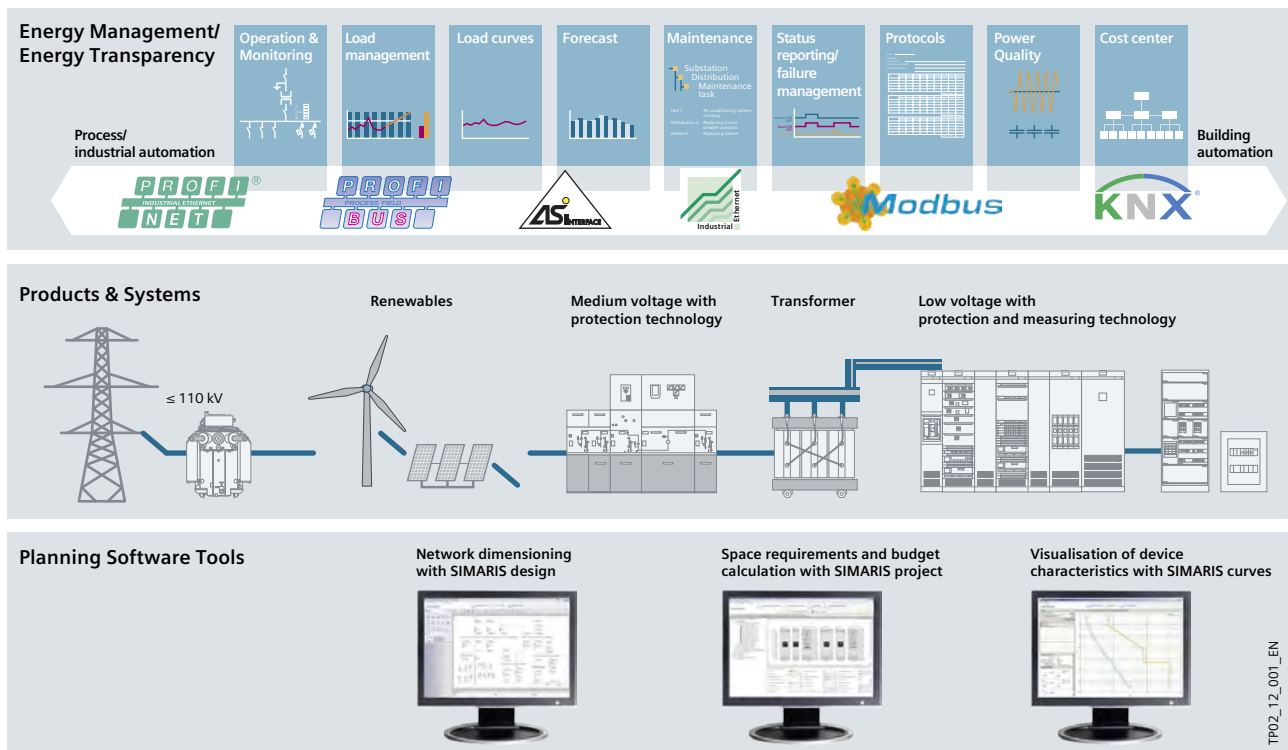 Energy Management/
Energy Transparency
Operation &
Monitoring
Load
management
Load curves
Forecast
Maintenance
Substation
Distribution
Maintenance
task
Status
reporting/
failure
management
Protocols
Power
Quality
Cost center
Process/
industrial automation
Building
automation
PROFI®
INDUSTRIAL ETHERNET
NET
PROFI
PROCESS FIELD
BUS
ASi
INTERFACE
Industrial
Ethernet
Modbus
KNX®
Products & Systems
Renewables
Medium voltage with
protection technology
Transformer
Low voltage with
protection and measuring technology
≤ 110 kV
Planning Software Tools
Network dimensioning
with SIMARIS design
Space requirements and budget
calculation with SIMARIS project
Visualisation of device
characteristics with SIMARIS curves
TP02_12_001_EN